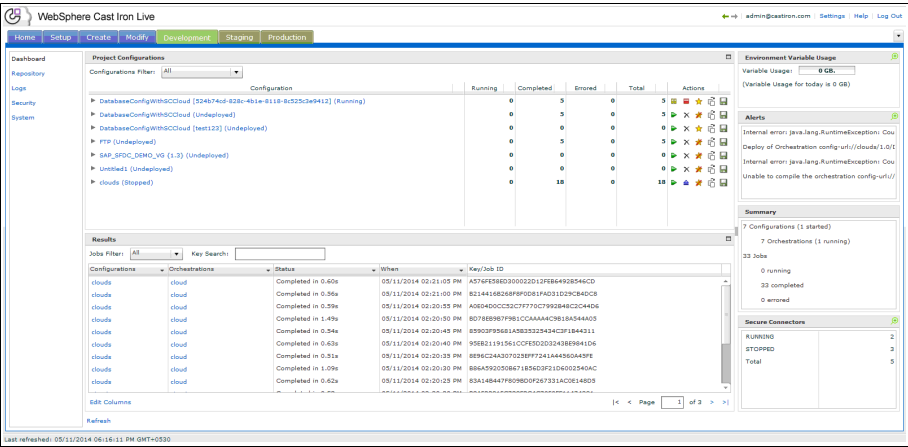 WebSphere Cast Iron Live
admin@castiron.com | Settings | Help | Log Out
Home Setup Create Modify Development Staging Production
Dashboard
Repository
Logs
Security
System
Project Configurations
Configurations Filter: All
Configuration Running Completed Errored Total Actions
DatabaseConfigWithSCCloud [524b74cd-828c-4b1e-8118-8c525c3e9412] (Running) 0 5 0 5
DatabaseConfigWithSCCloud (Undeployed) 0 5 0 5
DatabaseConfigWithSCCloud [test123] (Undeployed) 0 0 0 0
FTP (Undeployed) 0 5 0 5
SAP_SFDC_DEMO_VG (1.3) (Undeployed) 0 0 0 0
Untitled1 (Undeployed) 0 0 0 0
clouds (Stopped) 0 18 0 18
Results
Jobs Filter: All Key Search:
Configurations Orchestrations Status When Key/Job ID
clouds cloud Completed in 0.60s 05/11/2014 02:21:05 PM A576FE58ED300022D12FEB6492B546CD
clouds cloud Completed in 0.56s 05/11/2014 02:21:00 PM B214416B268F8F0D81FAD31D29CB4DC8
clouds cloud Completed in 0.59s 05/11/2014 02:20:55 PM A0E04D0CC52C7F770C7992B48C2C44D6
clouds cloud Completed in 1.49s 05/11/2014 02:20:50 PM BD78EB9B7F9B1CCAAAA4C9B18A544A05
clouds cloud Completed in 0.54s 05/11/2014 02:20:45 PM 85903F95681A5B35325434C3F1B44311
clouds cloud Completed in 0.63s 05/11/2014 02:20:40 PM 95EB21191561CCFE5D2D3243BE9841D6
clouds cloud Completed in 0.51s 05/11/2014 02:20:35 PM 8E96C24A307025EFF7241A44560A45FE
clouds cloud Completed in 1.09s 05/11/2014 02:20:30 PM B86A592050B671B56D3F21D6002540AC
clouds cloud Completed in 0.62s 05/11/2014 02:20:25 PM 83A14B447F809BD0F267331AC0E148D5
Edit Columns
|< < Page 1 of 3 > >|
Refresh
Environment Variable Usage
Variable Usage: 0 GB.
(Variable Usage for today is 0 GB)
Alerts
Internal error: java.lang.RuntimeException: Cou
Deploy of Orchestration config-url://clouds/1.0/D
Internal error: java.lang.RuntimeException: Cou
Unable to compile the orchestration config-url://
Summary
7 Configurations (1 started)
7 Orchestrations (1 running)
33 Jobs
0 running
33 completed
0 errored
Secure Connectors
RUNNING 2
STOPPED 3
Total 5
Last refreshed: 05/11/2014 06:16:11 PM GMT+0530